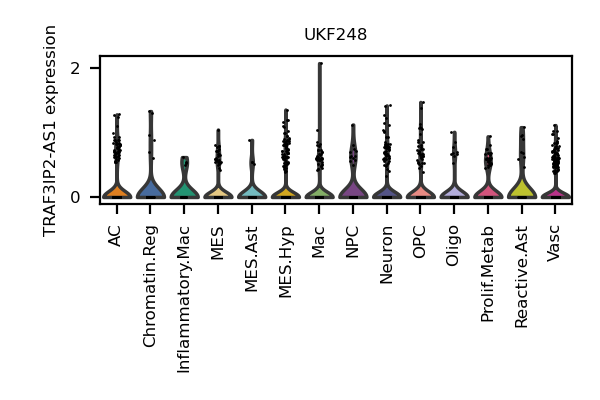 UKF248
TRAF3IP2-AS1 expression
2
0
AC
Chromatin.Reg
Inflammatory.Mac
MES
MES.Ast
MES.Hyp
Mac
NPC
Neuron
OPC
Oligo
Prolif.Metab
Reactive.Ast
Vasc